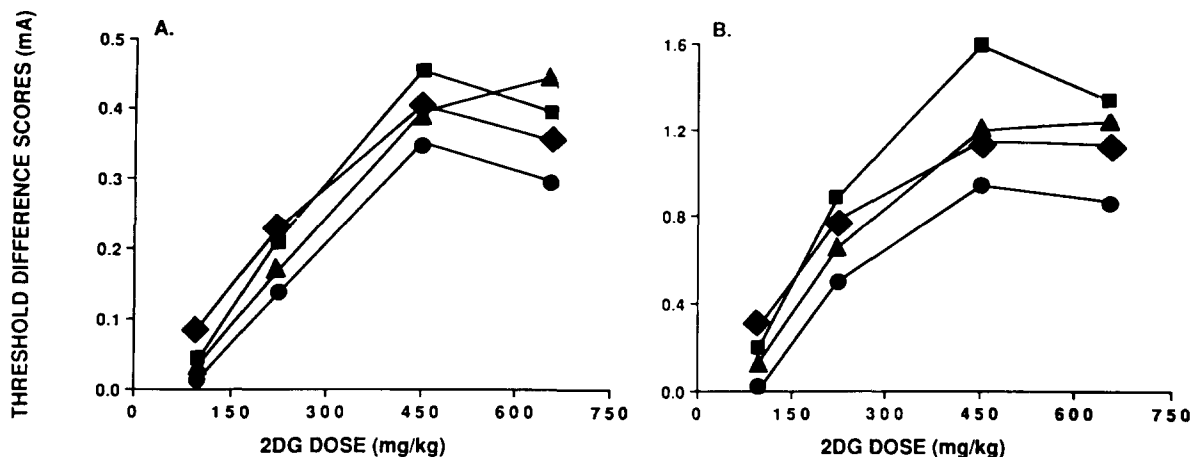 THRESHOLD DIFFERENCE SCORES (mA)
A.
0.5
0.4
0.3
0.2
0.1
0.0
0 150 300 450 600 750
2DG DOSE (mg/kg)
B.
1.6
1.2
0.8
0.4
0.0
0 150 300 450 600 750
2DG DOSE (mg/kg)